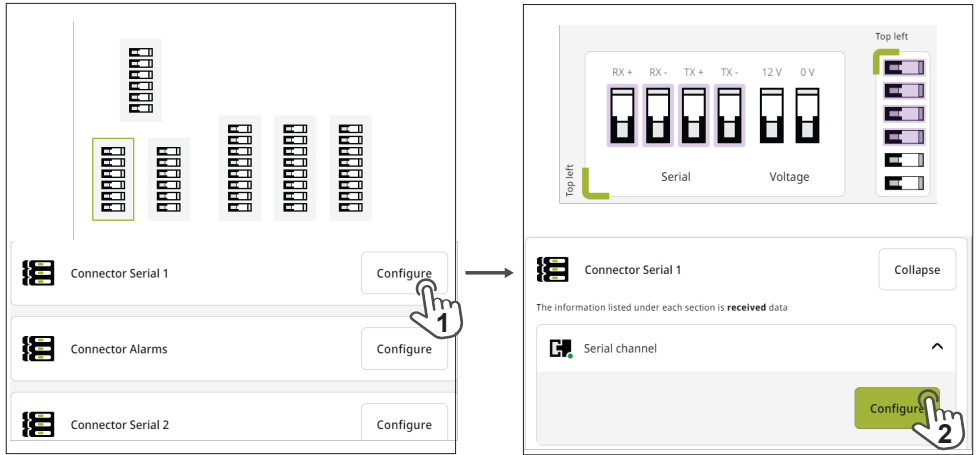 Connector Serial 1
Configure
1
Connector Alarms
Configure
Connector Serial 2
Configure
Top left
RX + RX - TX + TX - 12 V 0 V
Top left
Serial Voltage
Connector Serial 1
Collapse
The information listed under each section is received data
Serial channel
Configure
2